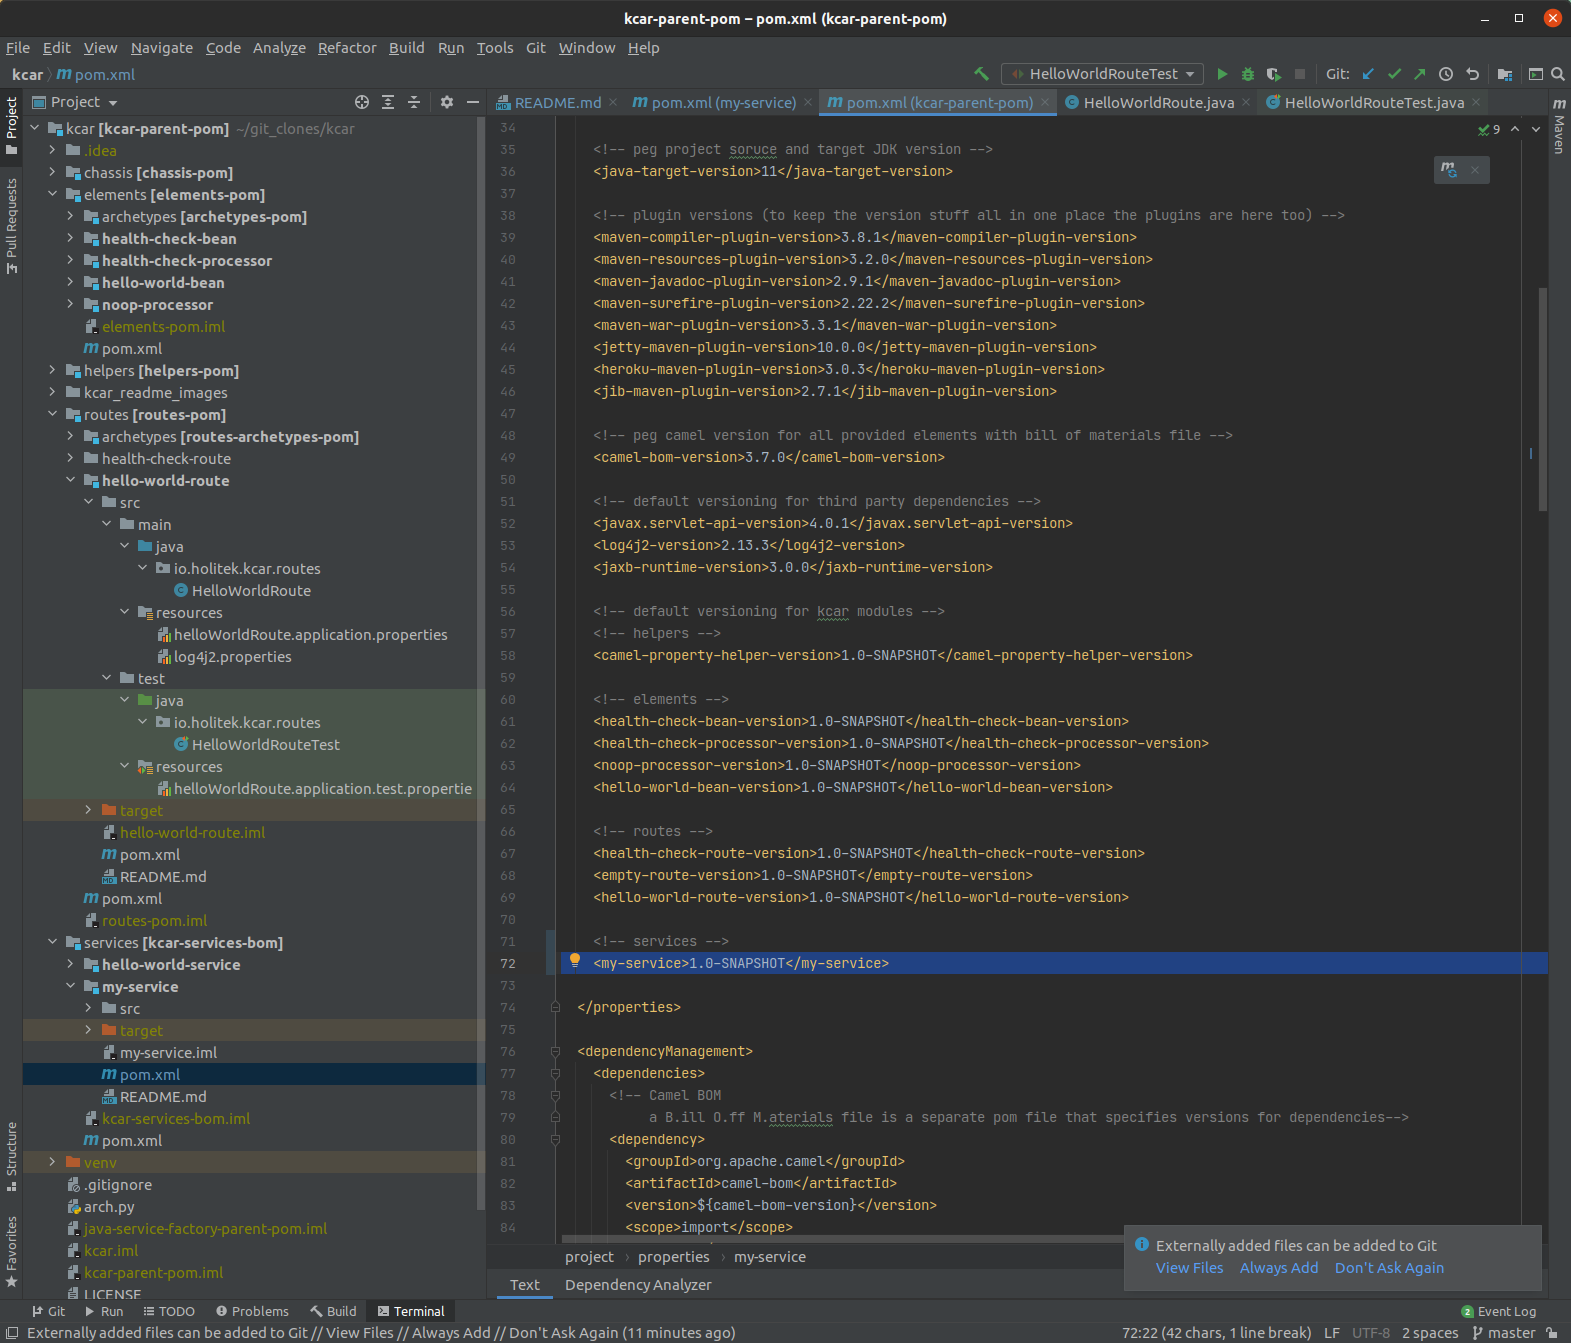 kcar-parent-pom – pom.xml (kcar-parent-pom)
File Edit View Navigate Code Analyze Refactor Build Run Tools Git Window Help
kcar pom.xml
HelloWorldRouteTest
Git:
Project
README.md
pom.xml (my-service)
pom.xml (kcar-parent-pom)
HelloWorldRoute.java
HelloWorldRouteTest.java
Project
Pull Requests
Structure
Favorites
Maven
kcar [kcar-parent-pom] ~/git_clones/kcar
.idea
chassis [chassis-pom]
elements [elements-pom]
archetypes [archetypes-pom]
health-check-bean
health-check-processor
hello-world-bean
noop-processor
elements-pom.iml
pom.xml
helpers [helpers-pom]
kcar_readme_images
routes [routes-pom]
archetypes [routes-archetypes-pom]
health-check-route
hello-world-route
src
main
java
io.holitek.kcar.routes
HelloWorldRoute
resources
helloWorldRoute.application.properties
log4j2.properties
test
java
io.holitek.kcar.routes
HelloWorldRouteTest
resources
helloWorldRoute.application.test.propertie
target
hello-world-route.iml
pom.xml
README.md
pom.xml
routes-pom.iml
services [kcar-services-bom]
hello-world-service
my-service
src
target
my-service.iml
pom.xml
README.md
kcar-services-bom.iml
pom.xml
venv
.gitignore
arch.py
java-service-factory-parent-pom.iml
kcar.iml
kcar-parent-pom.iml
LICENSE
9
34
35 <!-- peg project soruce and target JDK version -->
36 <java-target-version>11</java-target-version>
37
38 <!-- plugin versions (to keep the version stuff all in one place the plugins are here too) -->
39 <maven-compiler-plugin-version>3.8.1</maven-compiler-plugin-version>
40 <maven-resources-plugin-version>3.2.0</maven-resources-plugin-version>
41 <maven-javadoc-plugin-version>2.9.1</maven-javadoc-plugin-version>
42 <maven-surefire-plugin-version>2.22.2</maven-surefire-plugin-version>
43 <maven-war-plugin-version>3.3.1</maven-war-plugin-version>
44 <jetty-maven-plugin-version>10.0.0</jetty-maven-plugin-version>
45 <heroku-maven-plugin-version>3.0.3</heroku-maven-plugin-version>
46 <jib-maven-plugin-version>2.7.1</jib-maven-plugin-version>
47
48 <!-- peg camel version for all provided elements with bill of materials file -->
49 <camel-bom-version>3.7.0</camel-bom-version>
50
51 <!-- default versioning for third party dependencies -->
52 <javax.servlet-api-version>4.0.1</javax.servlet-api-version>
53 <log4j2-version>2.13.3</log4j2-version>
54 <jaxb-runtime-version>3.0.0</jaxb-runtime-version>
55
56 <!-- default versioning for kcar modules -->
57 <!-- helpers -->
58 <camel-property-helper-version>1.0-SNAPSHOT</camel-property-helper-version>
59
60 <!-- elements -->
61 <health-check-bean-version>1.0-SNAPSHOT</health-check-bean-version>
62 <health-check-processor-version>1.0-SNAPSHOT</health-check-processor-version>
63 <noop-processor-version>1.0-SNAPSHOT</noop-processor-version>
64 <hello-world-bean-version>1.0-SNAPSHOT</hello-world-bean-version>
65
66 <!-- routes -->
67 <health-check-route-version>1.0-SNAPSHOT</health-check-route-version>
68 <empty-route-version>1.0-SNAPSHOT</empty-route-version>
69 <hello-world-route-version>1.0-SNAPSHOT</hello-world-route-version>
70
71 <!-- services -->
72 <my-service>1.0-SNAPSHOT</my-service>
73
74 </properties>
75
76 <dependencyManagement>
77 <dependencies>
78 <!-- Camel BOM
79 a B.ill O.ff M.aterials file is a separate pom file that specifies versions for dependencies-->
80 <dependency>
81 <groupId>org.apache.camel</groupId>
82 <artifactId>camel-bom</artifactId>
83 <version>${camel-bom-version}</version>
84 <scope>import</scope>
project › properties › my-service
Text Dependency Analyzer
Externally added files can be added to Git
View Files Always Add Don't Ask Again
Git Run TODO Problems Build Terminal
2 Event Log
Externally added files can be added to Git // View Files // Always Add // Don't Ask Again (11 minutes ago)
72:22 (42 chars, 1 line break) LF UTF-8 2 spaces master